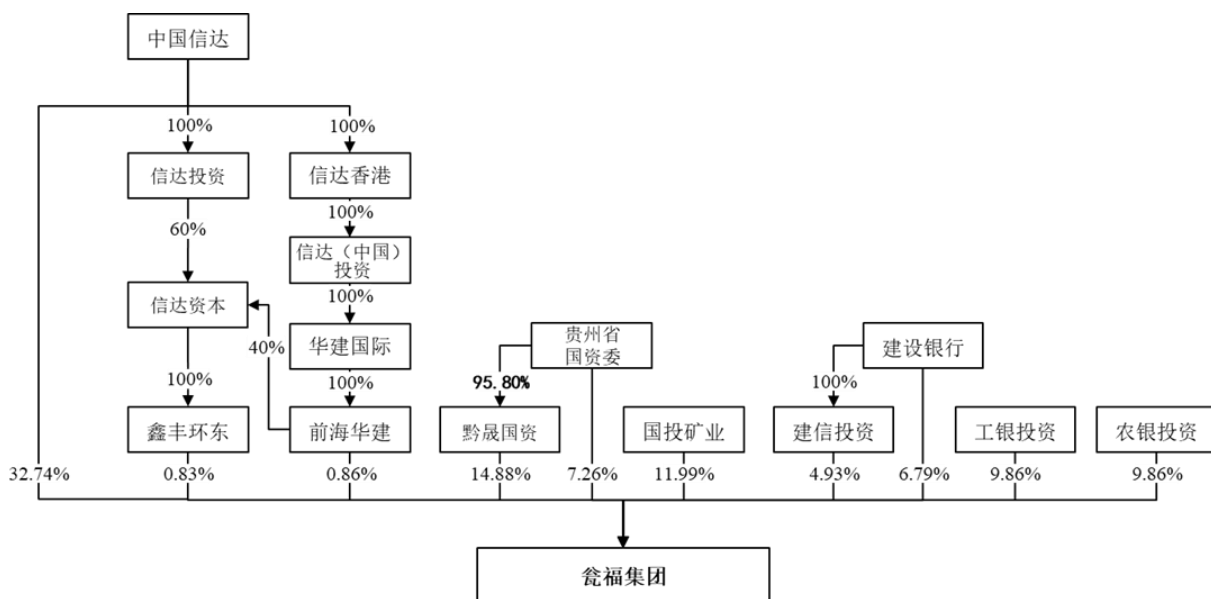 中国信达
100%
100%
信达投资
信达香港
100%
60%
信达（中国）
投资
信达资本
100%
华建国际
40%
贵州省
国资委
建设银行
100%
100%
95.80%
100%
鑫丰环东
前海华建
黔晟国资
国投矿业
建信投资
工银投资
农银投资
32.74%
0.83%
0.86%
14.88%
7.26%
11.99%
4.93%
6.79%
9.86%
9.86%
瓮福集团